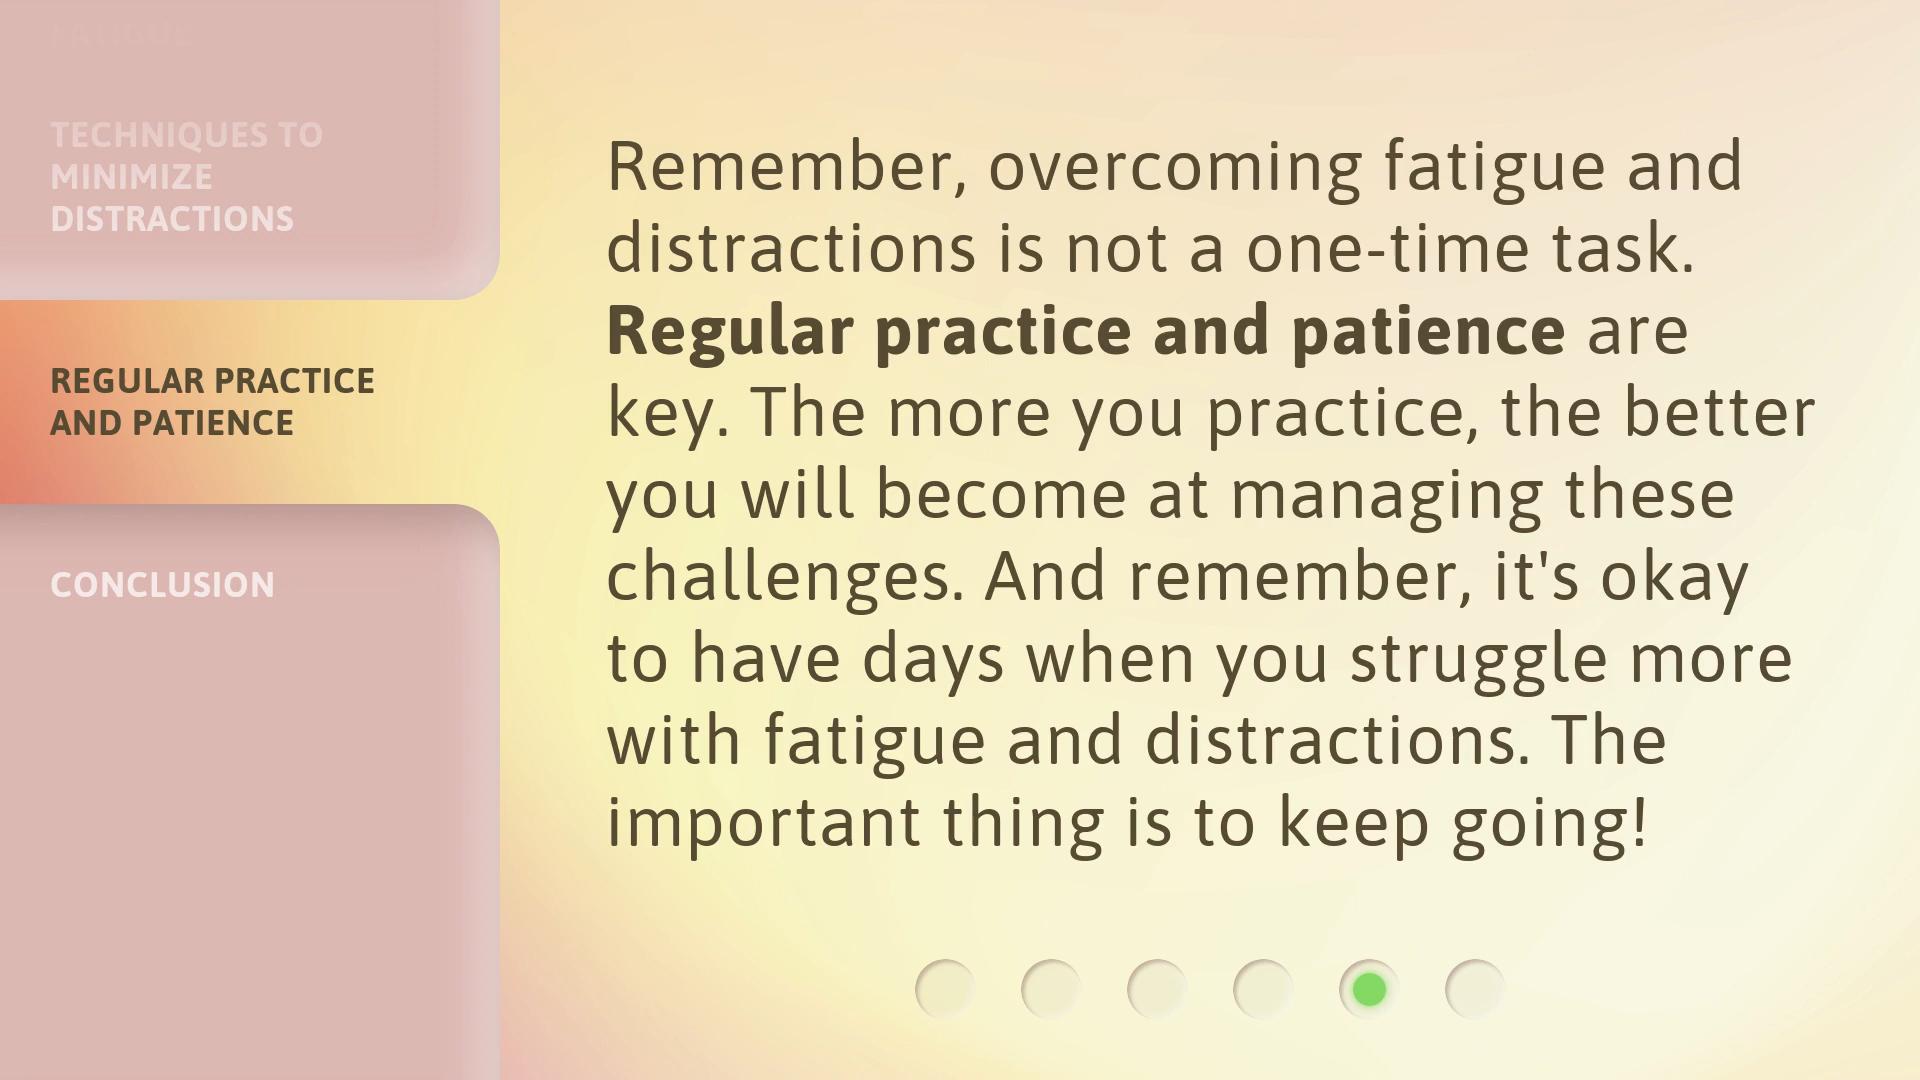 FATIGUE
TECHNIQUES TO
MINIMIZE
DISTRACTIONS
REGULAR PRACTICE
AND PATIENCE
CONCLUSION
Remember, overcoming fatigue and
distractions is not a one-time task.
Regular practice and patience are
key. The more you practice, the better
you will become at managing these
challenges. And remember, it's okay
to have days when you struggle more
with fatigue and distractions. The
important thing is to keep going!